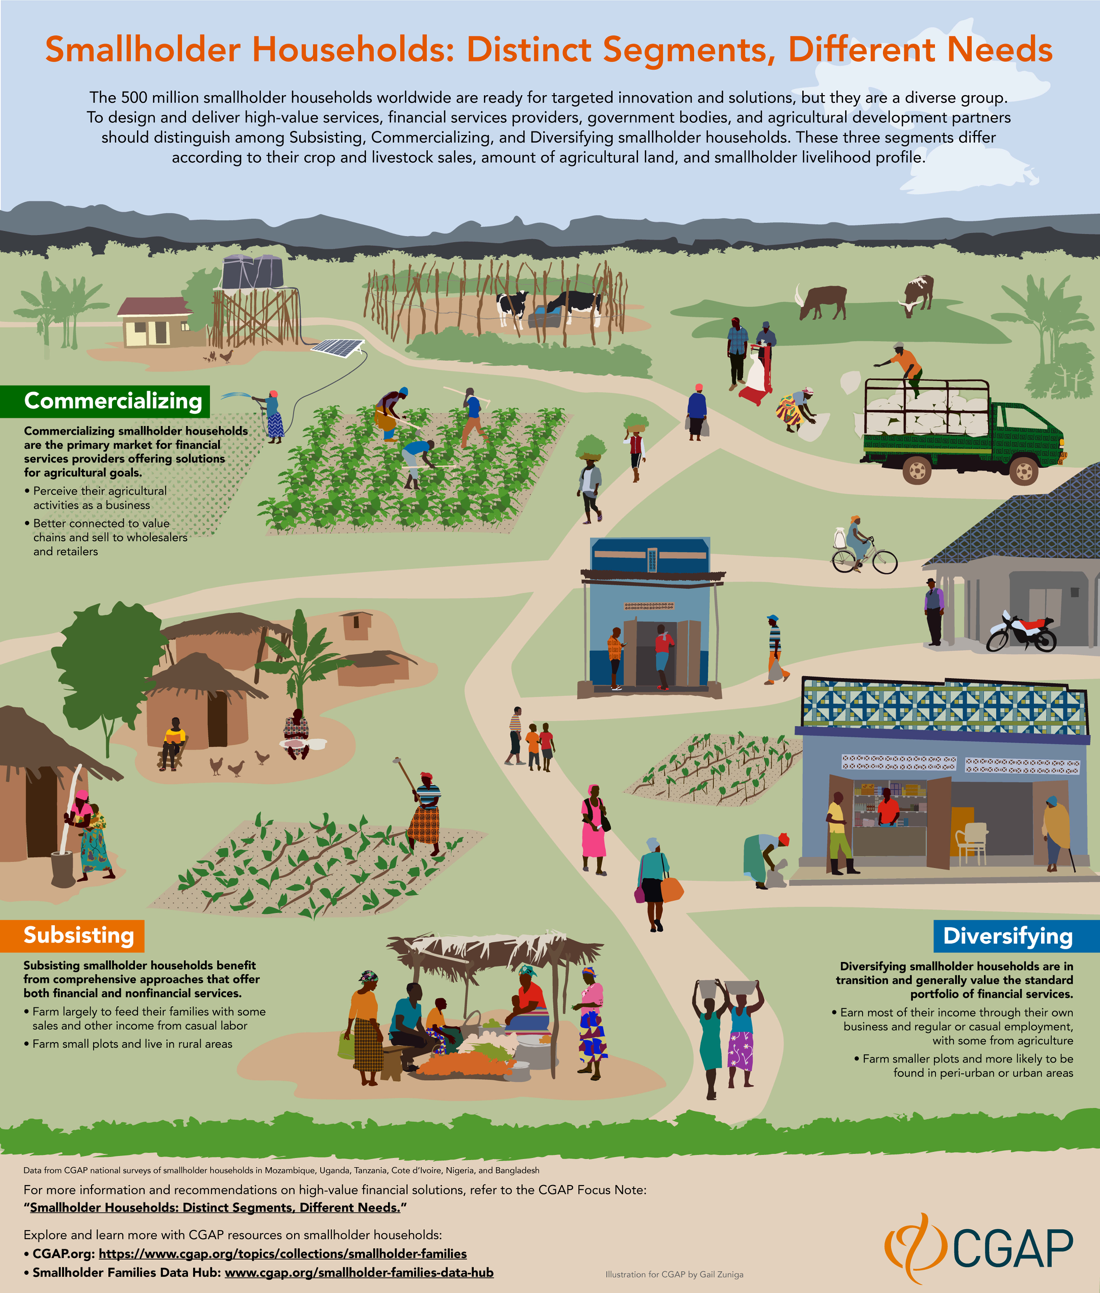 Smallholder Households: Distinct Segments, Different Needs
The 500 million smallholder households worldwide are ready for targeted innovation and solutions, but they are a diverse group.
To design and deliver high-value services, financial services providers, government bodies, and agricultural development partners
should distinguish among Subsisting, Commercializing, and Diversifying smallholder households. These three segments differ
according to their crop and livestock sales, amount of agricultural land, and smallholder livelihood profile.
Commercializing
Commercializing smallholder households
are the primary market for financial
services providers offering solutions
for agricultural goals.
• Perceive their agricultural
activities as a business
• Better connected to value
chains and sell to wholesalers
and retailers
Subsisting
Subsisting smallholder households benefit
from comprehensive approaches that offer
both financial and nonfinancial services.
• Farm largely to feed their families with some
sales and other income from casual labor
• Farm small plots and live in rural areas
Diversifying
Diversifying smallholder households are in
transition and generally value the standard
portfolio of financial services.
• Earn most of their income through their own
business and regular or casual employment,
with some from agriculture
• Farm smaller plots and more likely to be
found in peri-urban or urban areas
Data from CGAP national surveys of smallholder households in Mozambique, Uganda, Tanzania, Cote d'Ivoire, Nigeria, and Bangladesh
For more information and recommendations on high-value financial solutions, refer to the CGAP Focus Note:
“Smallholder Households: Distinct Segments, Different Needs.”
Explore and learn more with CGAP resources on smallholder households:
• CGAP.org: https://www.cgap.org/topics/collections/smallholder-families
• Smallholder Families Data Hub: www.cgap.org/smallholder-families-data-hub
Illustration for CGAP by Gail Zuniga
CGAP